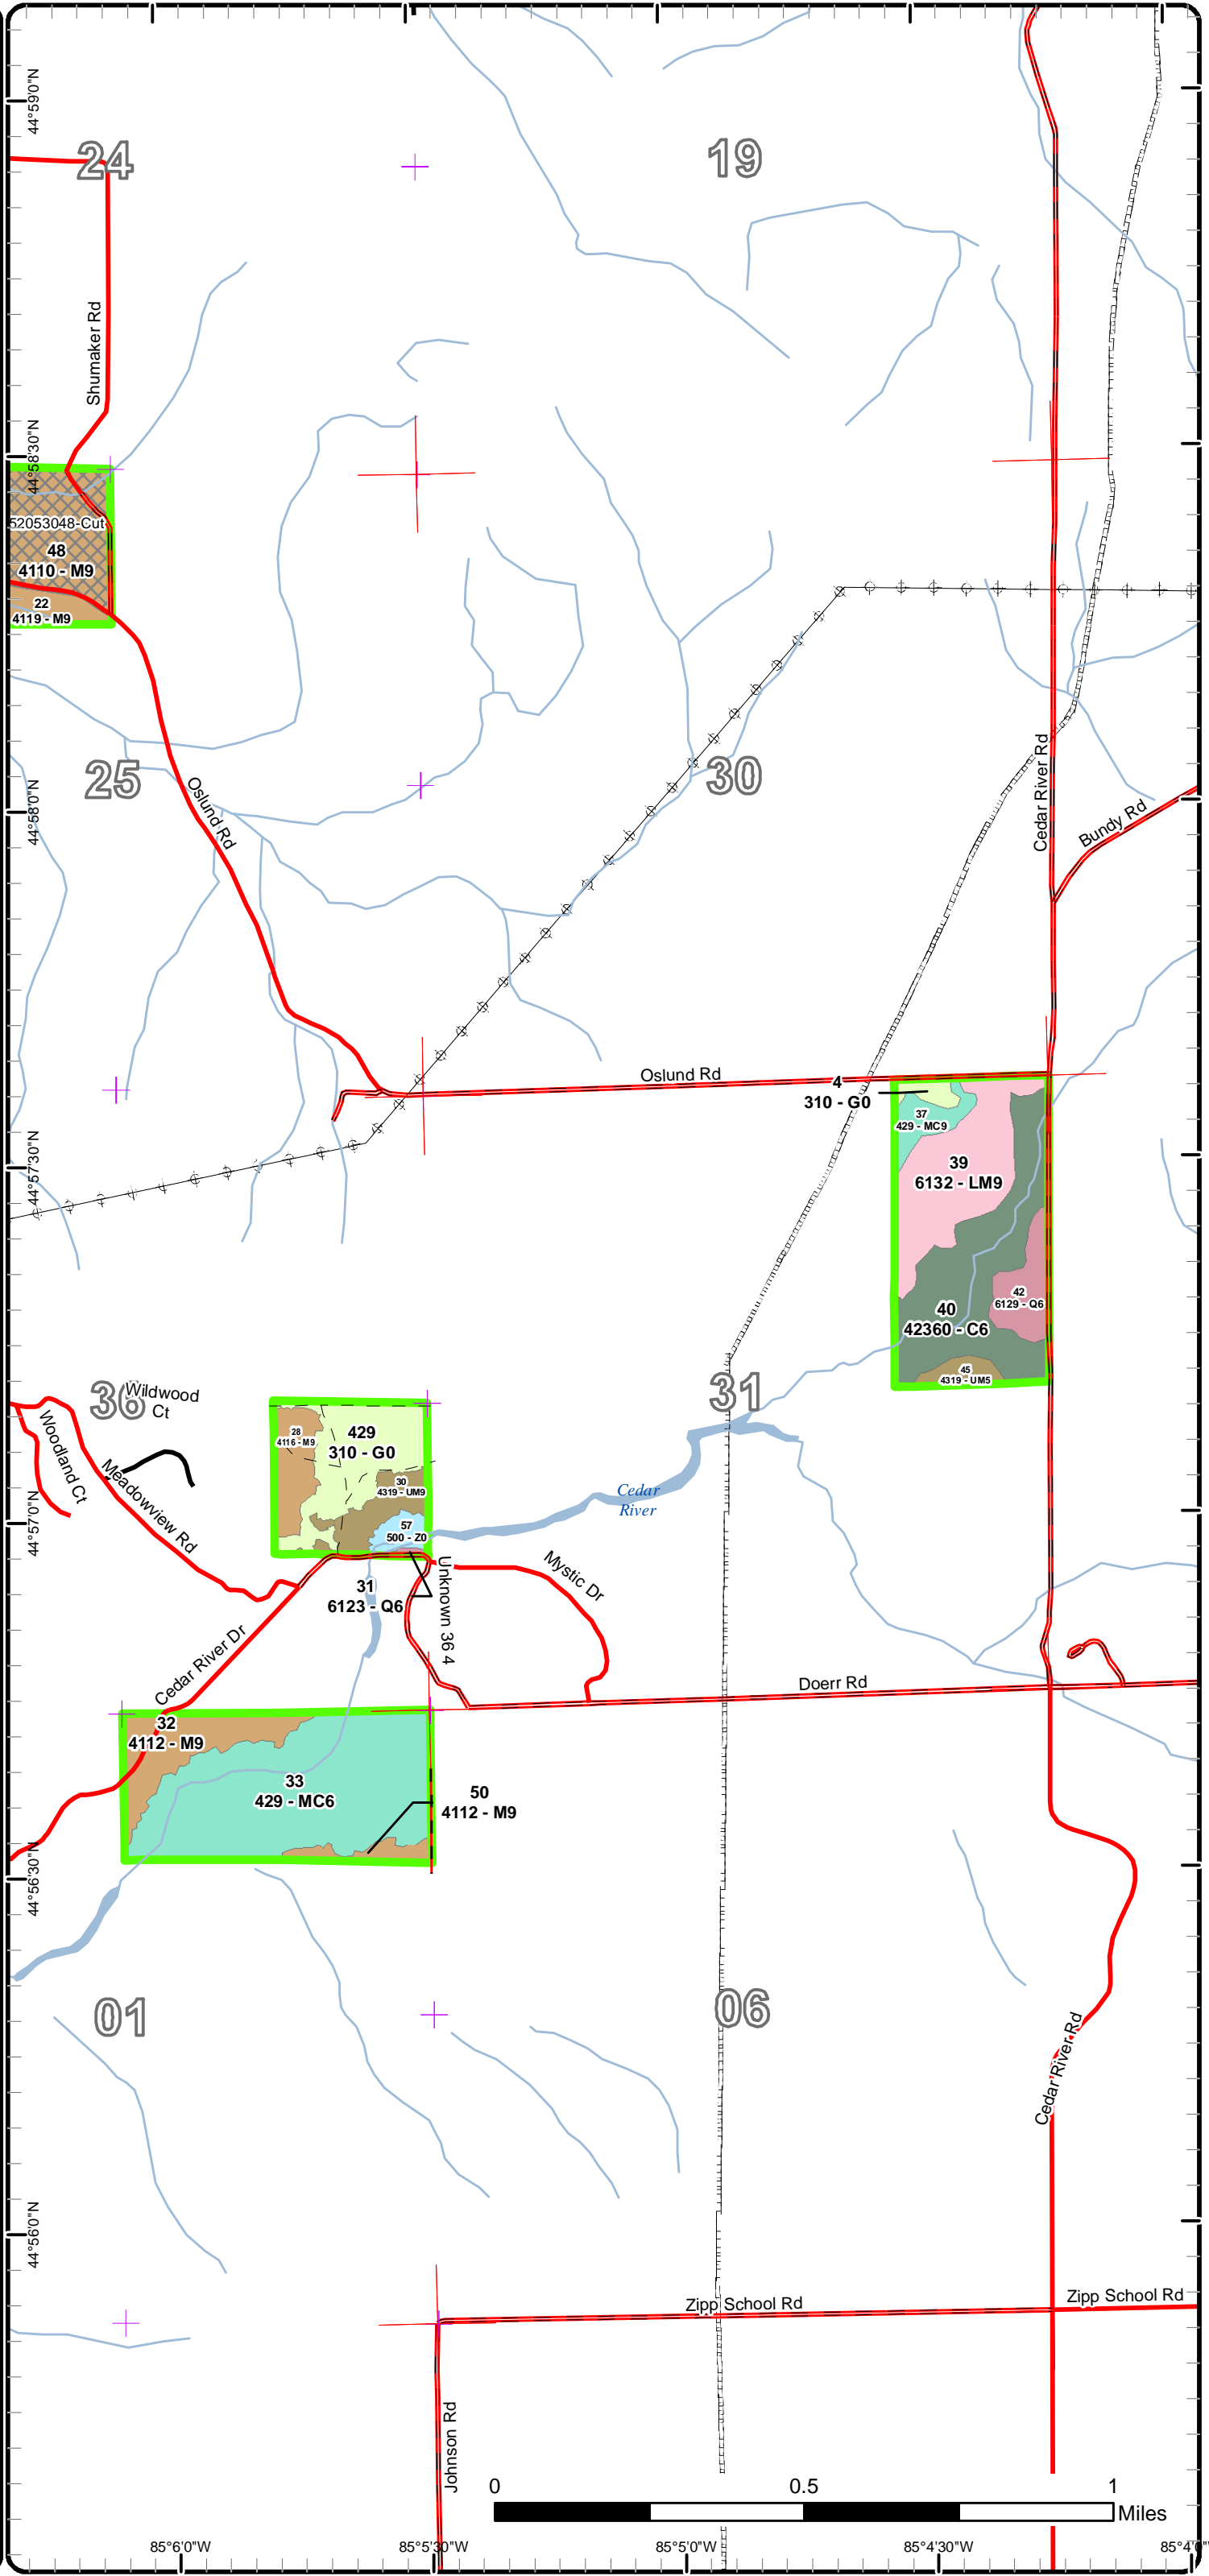 44°59'0"N
24
19
Shumaker Rd
44°58'30"N
52053048-Cut
48
4110 - M9
22
4119 - M9
25
30
44°58'0"N
Oslund Rd
Cedar River Rd
Bundy Rd
Oslund Rd
4
310 - G0
37
429 - MC9
39
6132 - LM9
44°57'30"N
42
6129 - Q6
40
42360 - C6
45
4319 - UM5
36
31
Wildwood
Ct
Woodland Ct
Meadowview Rd
28
4116 - M9
429
310 - G0
30
4319 - UM9
57
500 - Z0
Cedar
River
44°57'0"N
31
6123 - Q6
Unknown 36 4
Mystic Dr
Cedar River Dr
Doerr Rd
32
4112 - M9
33
429 - MC6
50
4112 - M9
44°56'30"N
01
06
Cedar River Rd
44°56'0"N
Zipp School Rd
Zipp School Rd
Johnson Rd
0 0.5 1
Miles
85°6'0"W 85°5'30"W 85°5'0"W 85°4'30"W 85°4'0"W